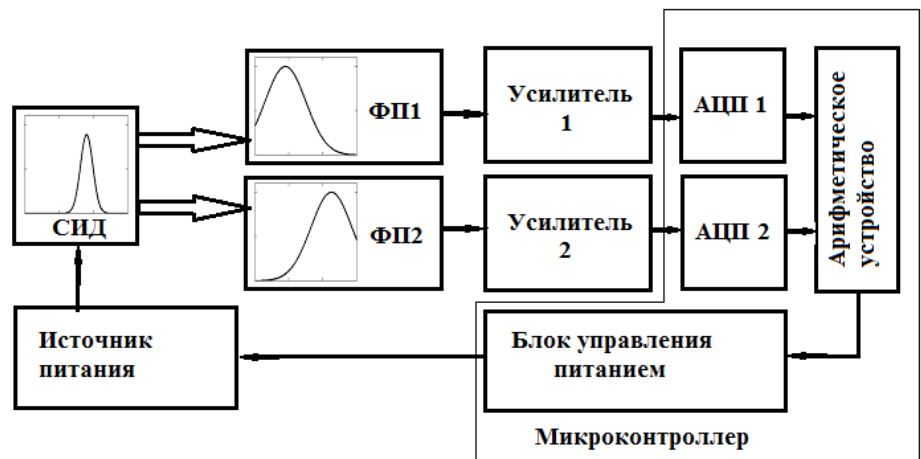 СИД
ФП1
ФП2
Усилитель
1
Усилитель
2
АЦП 1
АЦП 2
Арифметическое
устройство
Источник
питания
Блок управления
питанием
Микроконтроллер